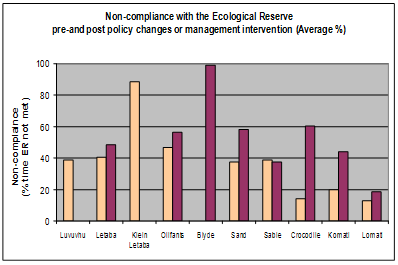 Non-compliance with the Ecological Reserve
pre-and post policy changes or management intervention (Average %)
Non-compliance
(% time ER not met)
100
80
60
40
20
0
Luvuvhu
Letaba
Klein
Letaba
Olifants
Blyde
Sand
Sabie
Crocodile
Komati
Lomati